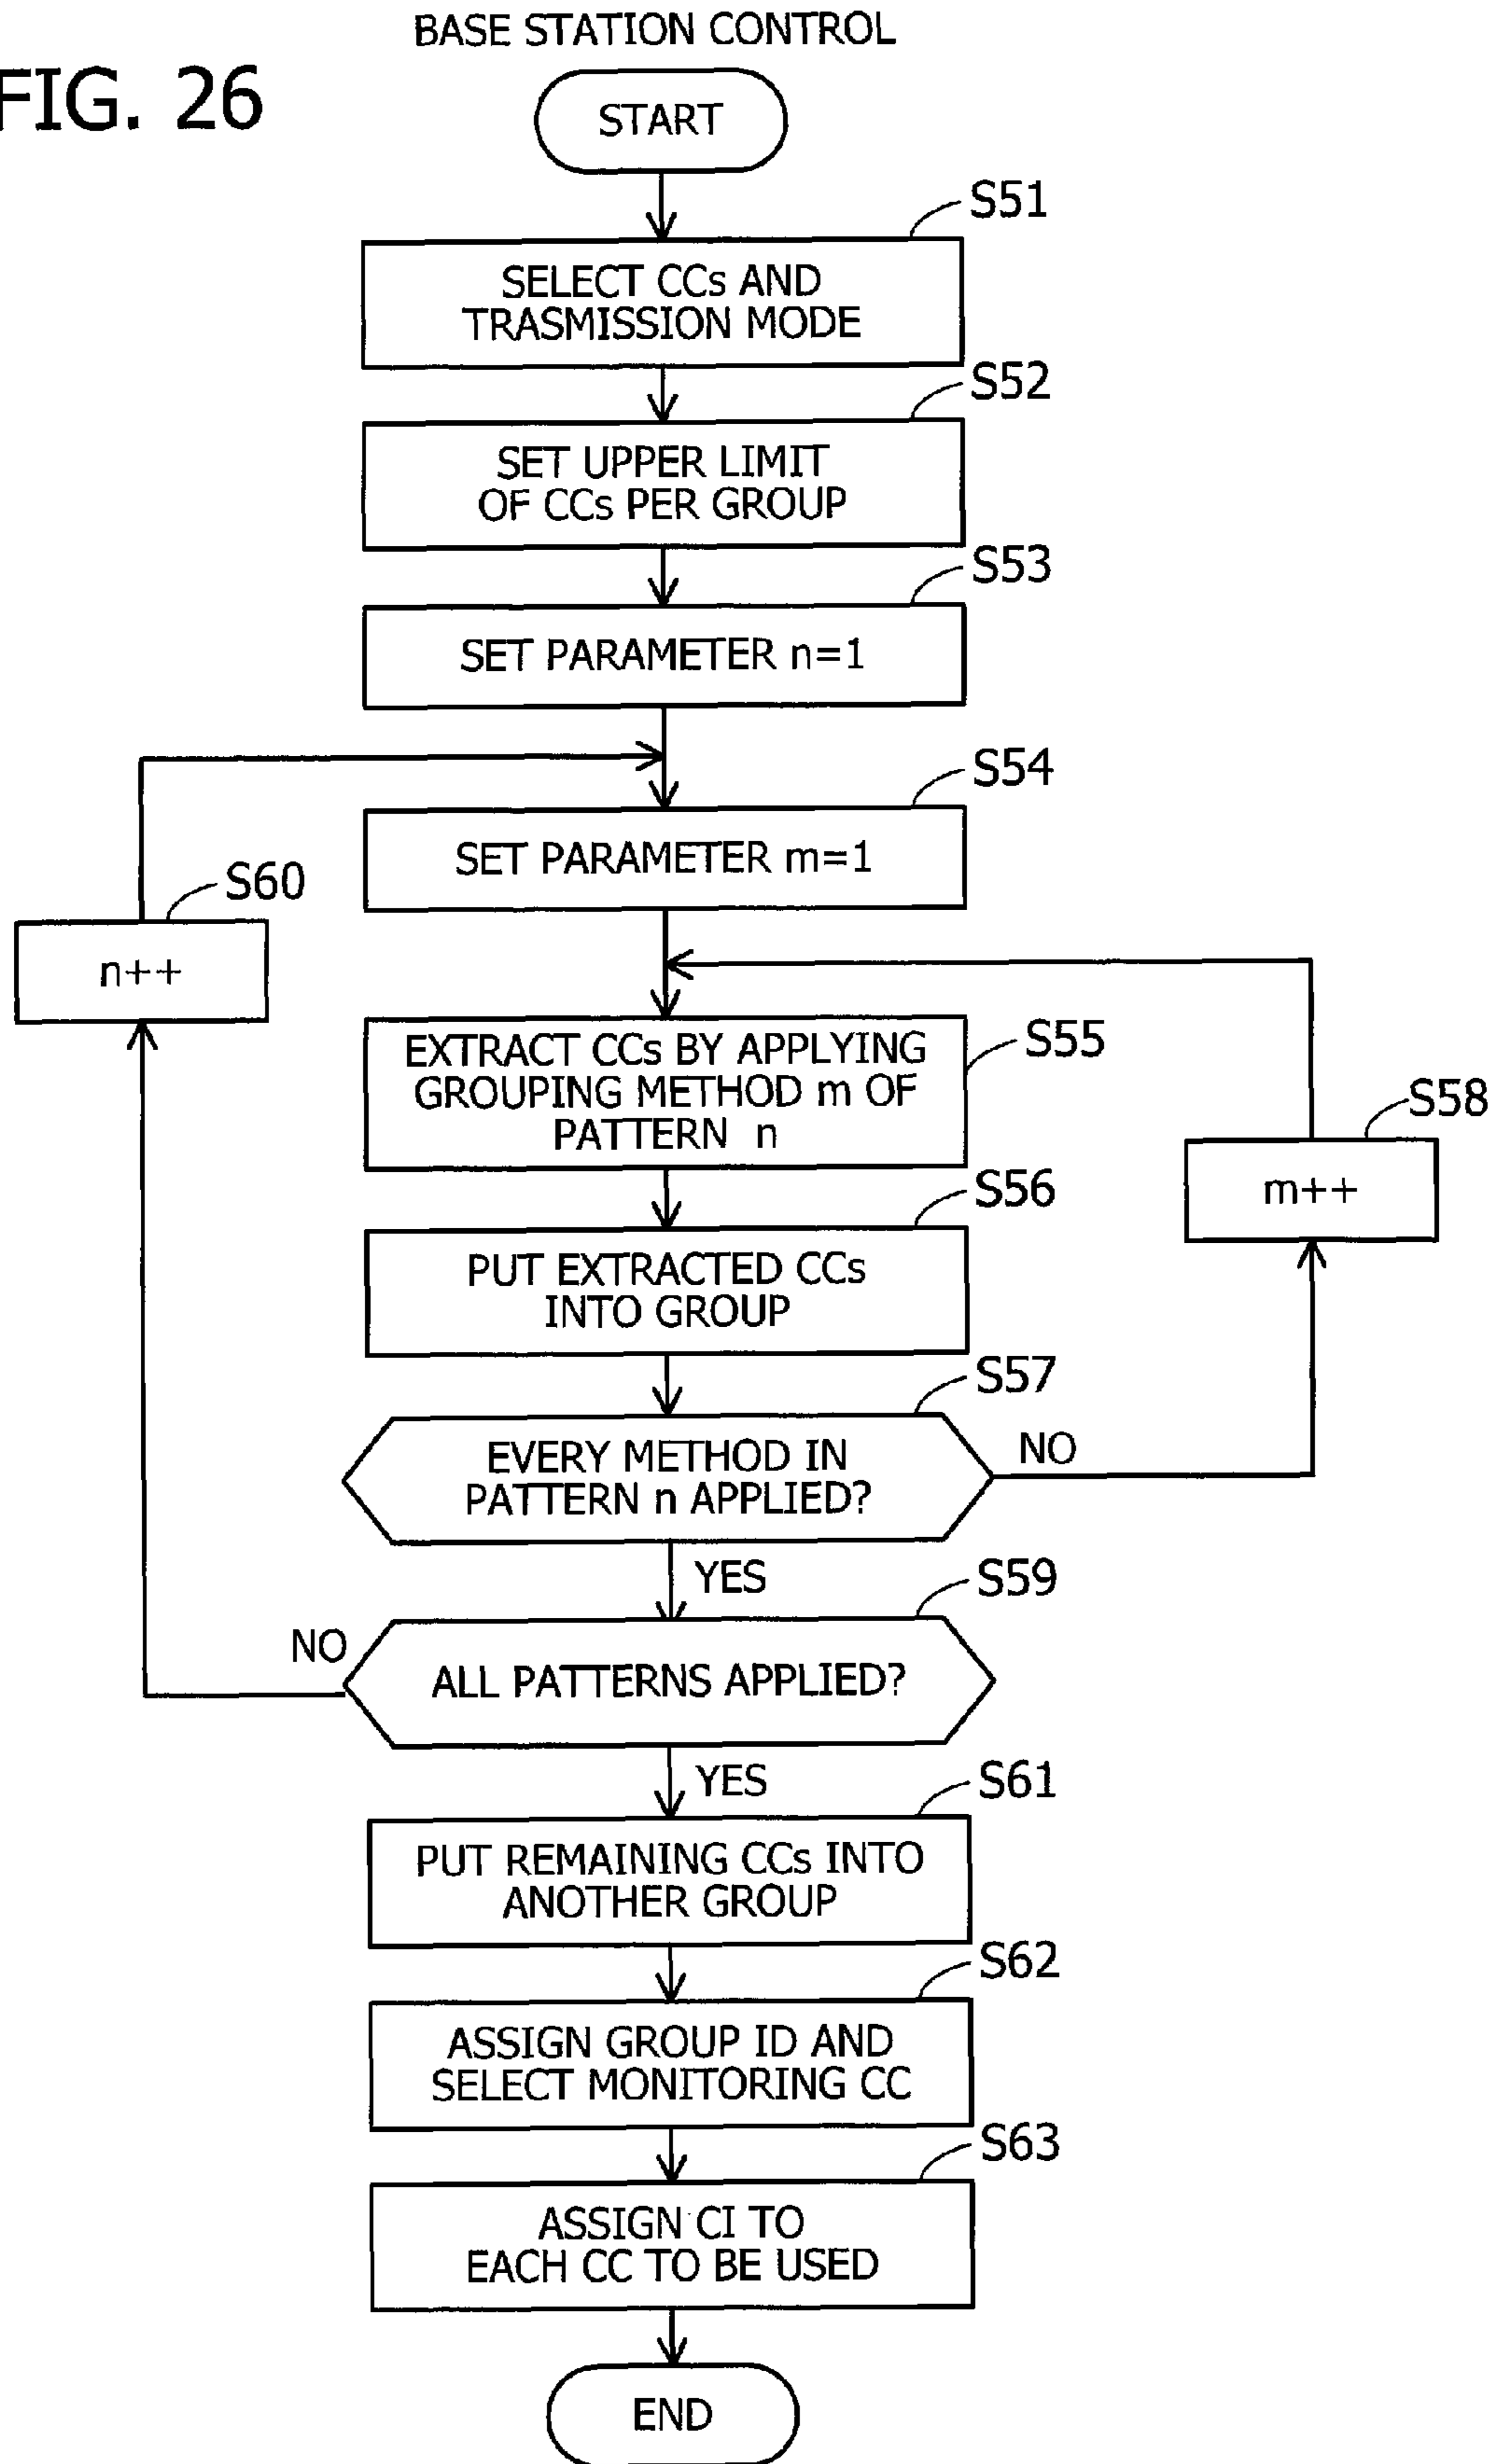 BASE STATION CONTROL
FIG. 26
START
S51
SELECT CCs AND
TRASMISSION MODE
S52
SET UPPER LIMIT
OF CCs PER GROUP
S53
SET PARAMETER n=1
S54
SET PARAMETER m=1
S60
n++
S55
EXTRACT CCs BY APPLYING
GROUPING METHOD m OF
PATTERN n
S58
m++
S56
PUT EXTRACTED CCs
INTO GROUP
S57
EVERY METHOD IN
PATTERN n APPLIED?
NO
YES
S59
NO
ALL PATTERNS APPLIED?
YES
S61
PUT REMAINING CCs INTO
ANOTHER GROUP
S62
ASSIGN GROUP ID AND
SELECT MONITORING CC
S63
ASSIGN CI TO
EACH CC TO BE USED
END